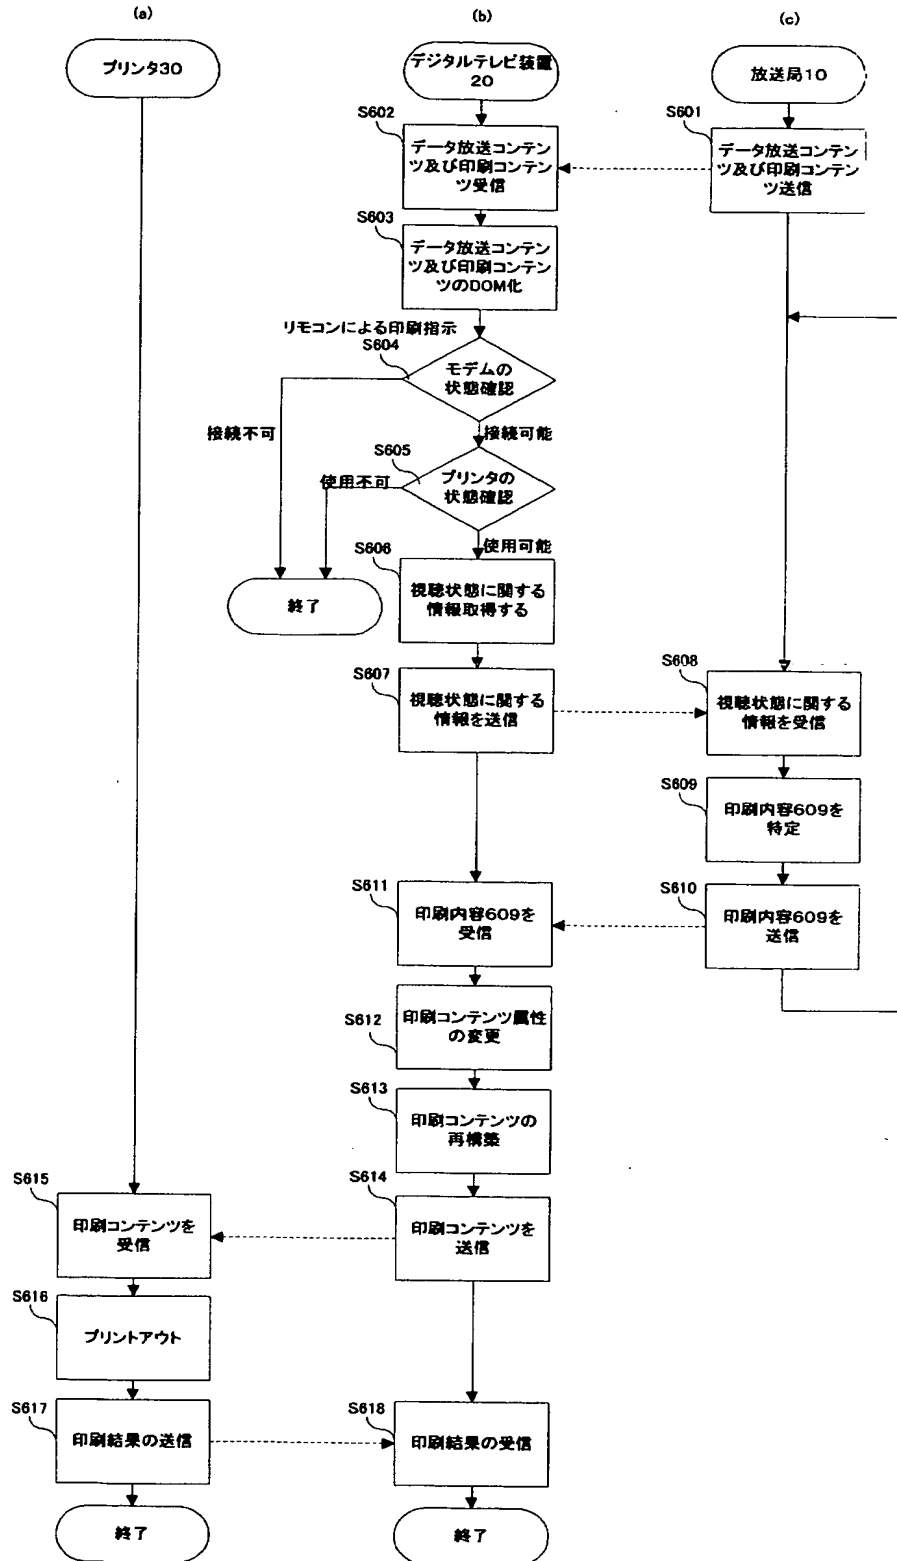 (a)
(b)
(c)
プリンタ30
デジタルテレビ装置
20
放送局10
S602
データ放送コンテン
ツ及び印刷コンテン
ツ受信
S601
データ放送コンテン
ツ及び印刷コンテン
ツ送信
S603
データ放送コンテン
ツ及び印刷コンテン
ツのDOM化
リモコンによる印刷指示
S604
モデムの
状態確認
接続不可
接続可能
S605
プリンタの
状態確認
使用不可
使用可能
終了
S606
視聴状態に関する
情報取得する
S607
視聴状態に関する
情報を送信
S608
視聴状態に関する
情報を受信
S609
印刷内容609を
特定
S611
印刷内容609を
受信
S610
印刷内容609を
送信
S612
印刷コンテンツ属性
の変更
S613
印刷コンテンツの
再構築
S615
印刷コンテンツを
受信
S614
印刷コンテンツを
送信
S616
プリントアウト
S617
印刷結果の送信
S618
印刷結果の受信
終了
終了